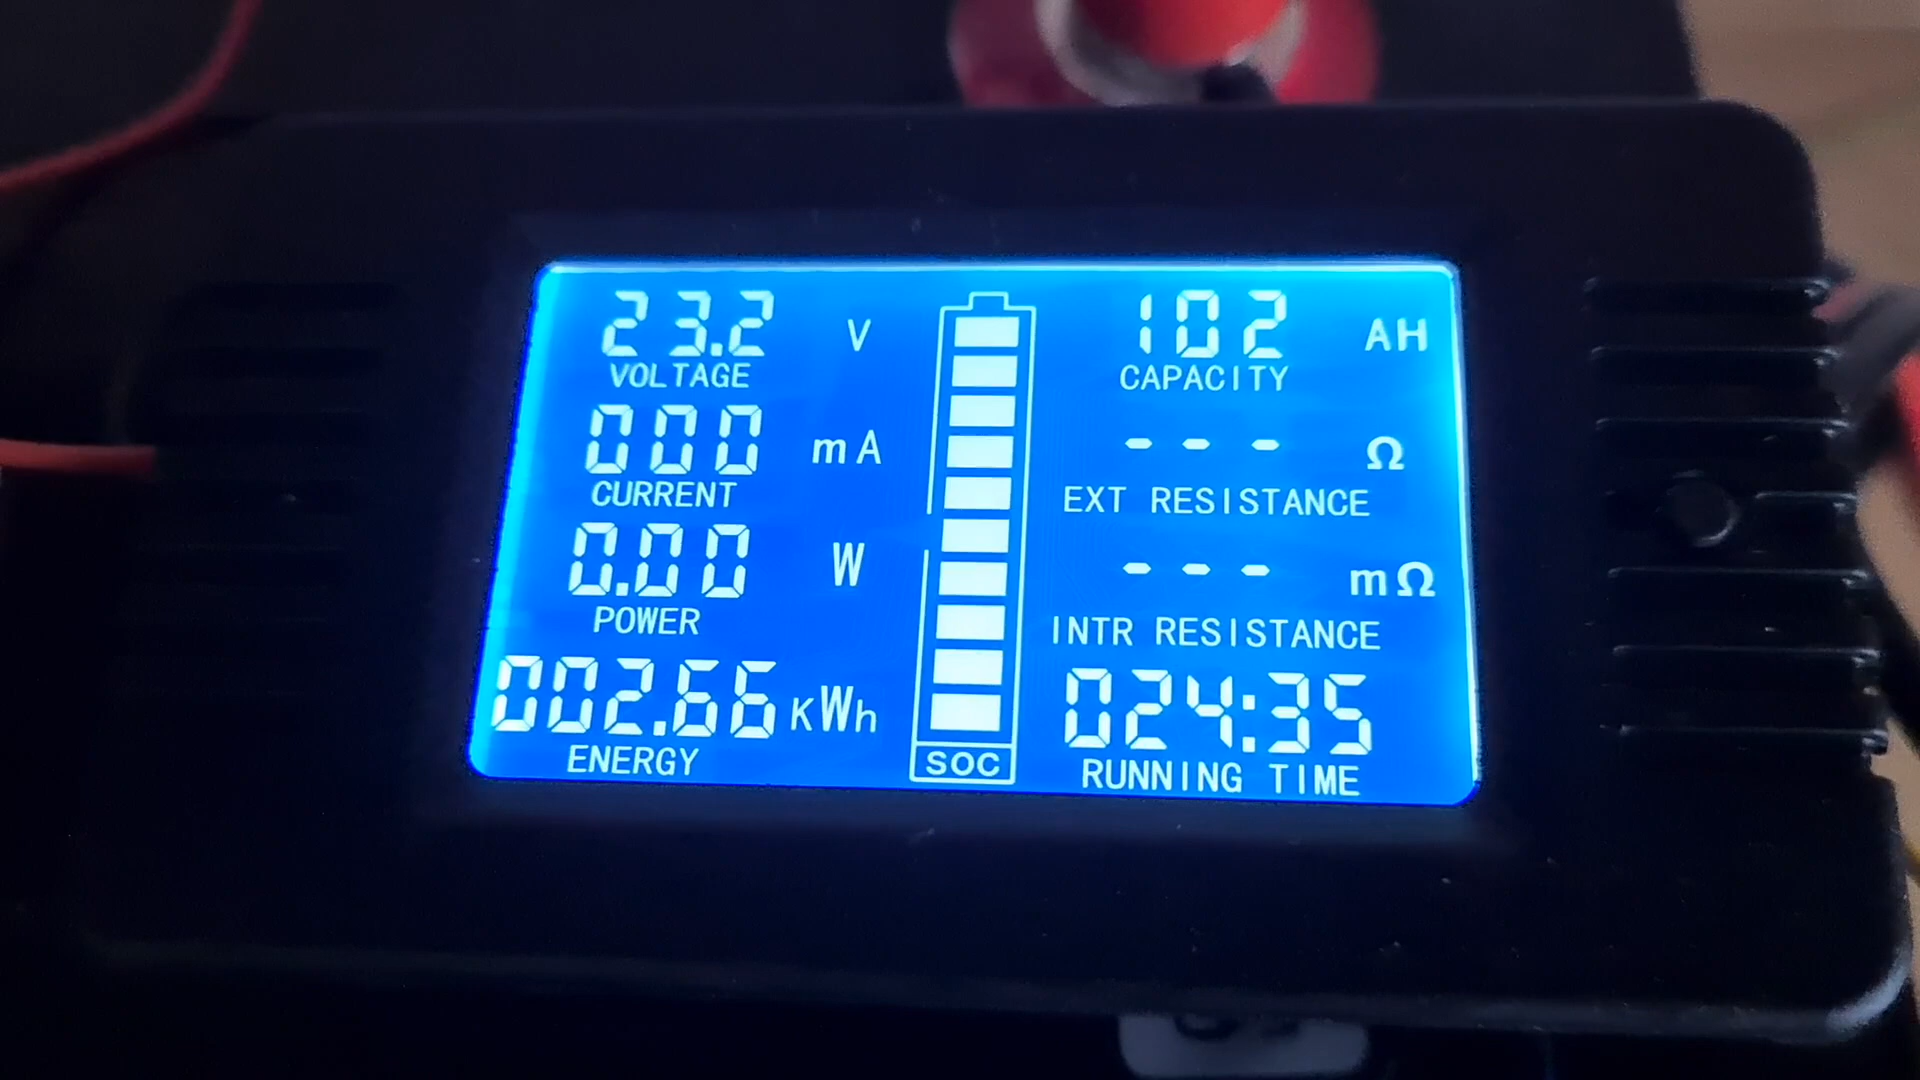 23.2 V
VOLTAGE
000 mA
CURRENT
0.00 W
POWER
002.66 KWh
ENERGY
SOC
102 AH
CAPACITY
--- Ω
EXT RESISTANCE
--- mΩ
INTR RESISTANCE
024:35
RUNNING TIME